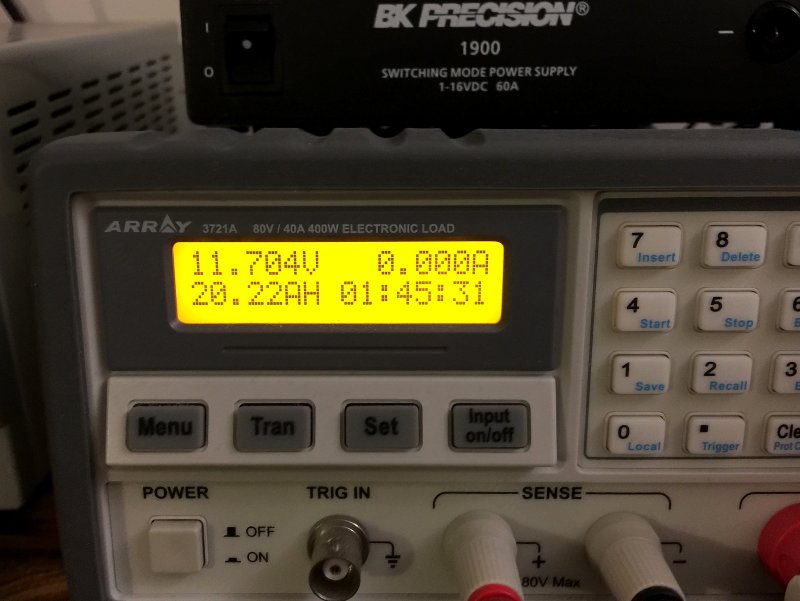 BK PRECISION®
I
1900
O
SWITCHING MODE POWER SUPPLY
1-16VDC 60A
ARRAY 3721A 80V / 40A 400W ELECTRONIC LOAD
11.704V 0.000A
20.22AH 01:45:31
7 Insert
8 Delete
4 Start
5 Stop
6
1 Save
2 Recall
3
0 Local
. Trigger
Menu
Tran
Set
Input on/off
POWER
TRIG IN
SENSE
OFF
ON
+
-
80V Max